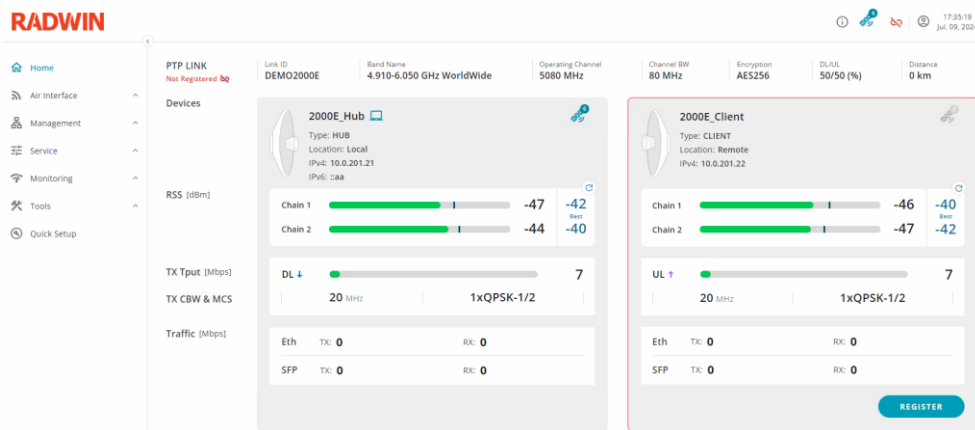 RADWIN
6
17:35:19
Jul. 09, 202
Home
Air Interface
Management
Service
Monitoring
Tools
Quick Setup
PTP LINK
Not Registered
Link ID
DEMO2000E
Band Name
4.910-6.050 GHz WorldWide
Operating Channel
5080 MHz
Channel BW
80 MHz
Encryption
AES256
DL/UL
50/50 (%)
Distance
0 km
Devices
2000E_Hub
6
Type: HUB
Location: Local
IPv4: 10.0.201.21
IPv6: ::aa
2000E_Client
Type: CLIENT
Location: Remote
IPv4: 10.0.201.22
RSS [dBm]
Chain 1 -47 -42
Best
Chain 2 -44 -40
Chain 1 -46 -40
Best
Chain 2 -47 -42
TX Tput [Mbps]
DL 7
UL 7
TX CBW & MCS
20 MHz 1xQPSK-1/2
20 MHz 1xQPSK-1/2
Traffic [Mbps]
Eth TX: 0 RX: 0
SFP TX: 0 RX: 0
Eth TX: 0 RX: 0
SFP TX: 0 RX: 0
REGISTER